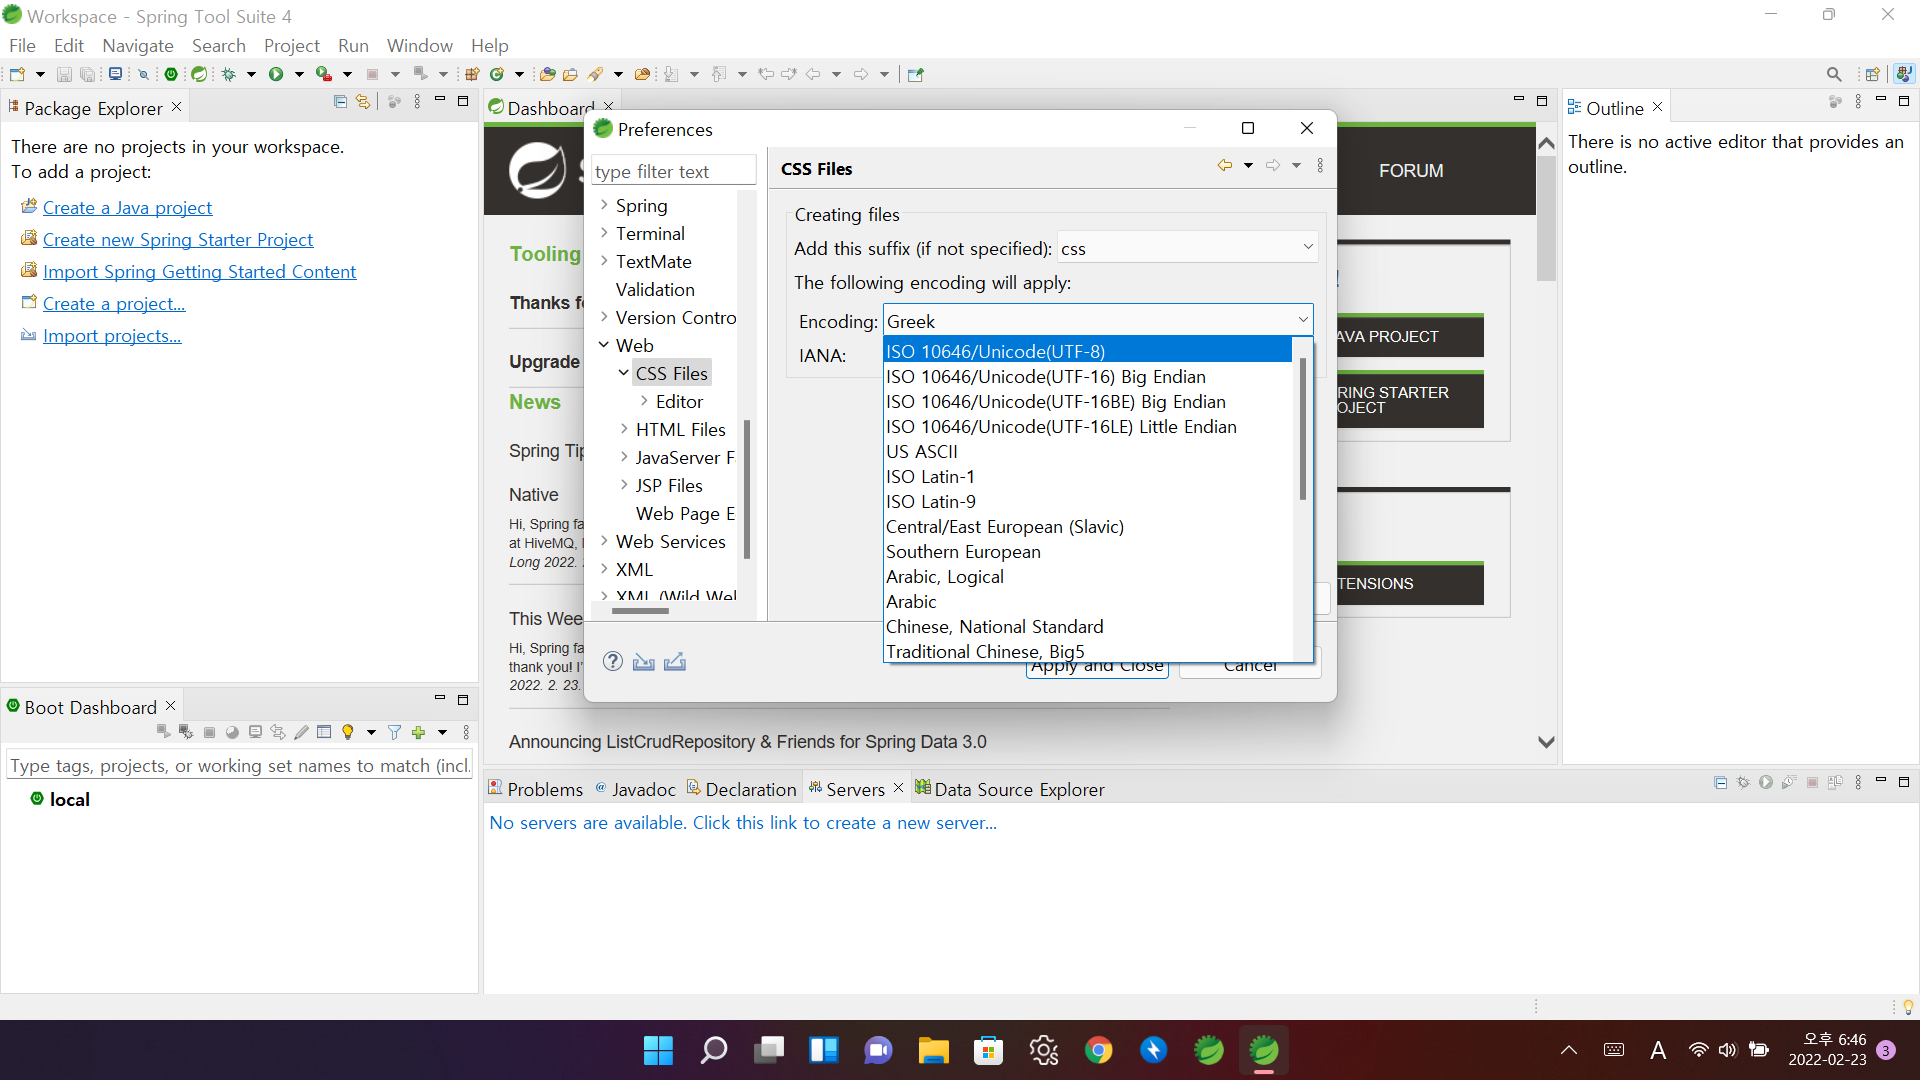 Workspace - Spring Tool Suite 4
File Edit Navigate Search Project Run Window Help
Package Explorer
There are no projects in your workspace.
To add a project:
Create a Java project
Create new Spring Starter Project
Import Spring Getting Started Content
Create a project...
Import projects...
Boot Dashboard
Type tags, projects, or working set names to match (incl.
local
Dashboard
FORUM
Tooling
Thanks fo
Upgrade
News
Spring Tip
Native
Hi, Spring fa
at HiveMQ,
Long 2022.
This Wee
Hi, Spring fa
thank you! I'
2022. 2. 23.
Announcing ListCrudRepository & Friends for Spring Data 3.0
!
AVA PROJECT
RING STARTER
OJECT
TENSIONS
Preferences
type filter text
Spring
Terminal
TextMate
Validation
Version Contro
Web
CSS Files
Editor
HTML Files
JavaServer F
JSP Files
Web Page E
Web Services
XML
XML (Wild Wel
CSS Files
Creating files
Add this suffix (if not specified): css
The following encoding will apply:
Encoding: Greek
IANA:
ISO 10646/Unicode(UTF-8)
ISO 10646/Unicode(UTF-16) Big Endian
ISO 10646/Unicode(UTF-16BE) Big Endian
ISO 10646/Unicode(UTF-16LE) Little Endian
US ASCII
ISO Latin-1
ISO Latin-9
Central/East European (Slavic)
Southern European
Arabic, Logical
Arabic
Chinese, National Standard
Traditional Chinese, Big5
Apply and Close Cancel
Outline
There is no active editor that provides an
outline.
Problems @ Javadoc Declaration Servers Data Source Explorer
No servers are available. Click this link to create a new server...
A
오후 6:46
2022-02-23
3